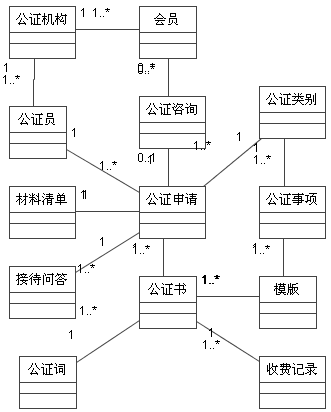 公证机构
1
1..*
会员
1
1..*
0..*
公证员
公证咨询
公证类别
1
0..1
1..*
1
1
1..*
1..*
材料清单
1
1
公证申请
公证事项
1
1..*
1..*
1..*
接待问答
1..*
公证书
1..*
模版
1
1
1..*
公证词
收费记录